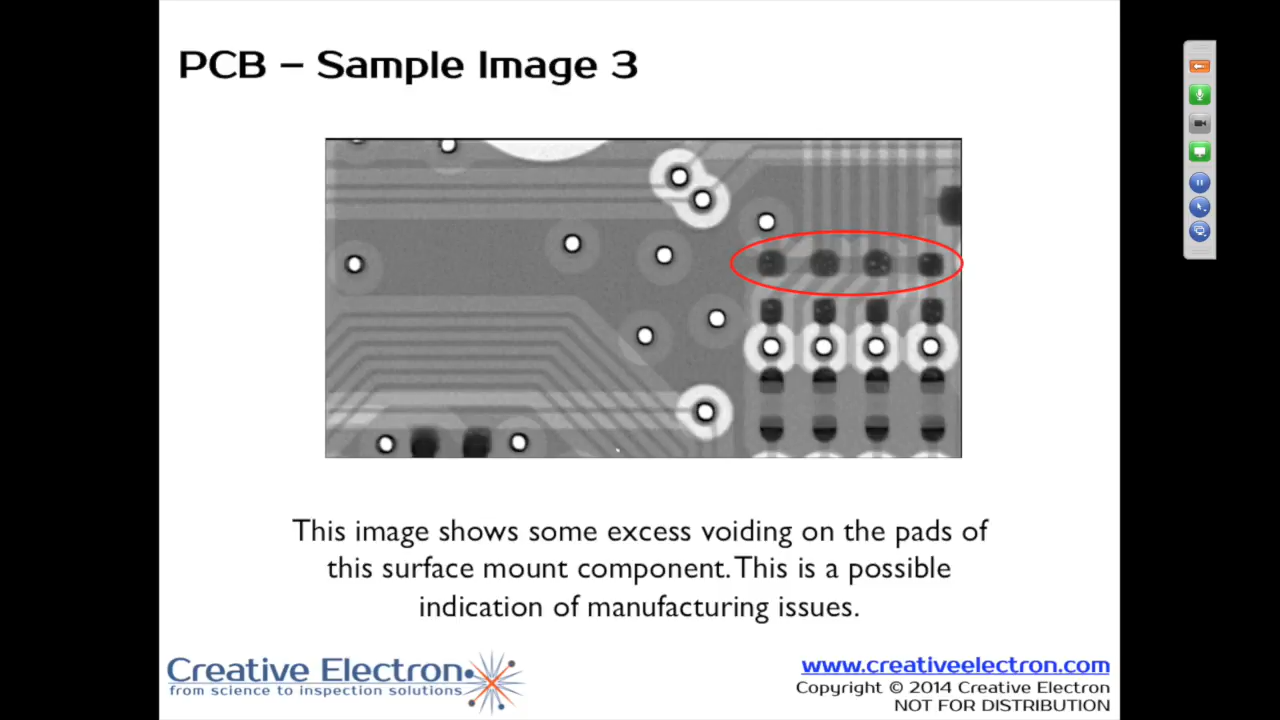 PCB – Sample Image 3
This image shows some excess voiding on the pads of
this surface mount component. This is a possible
indication of manufacturing issues.
Creative Electron
from science to inspection solutions
www.creativeelectron.com
Copyright © 2014 Creative Electron
NOT FOR DISTRIBUTION